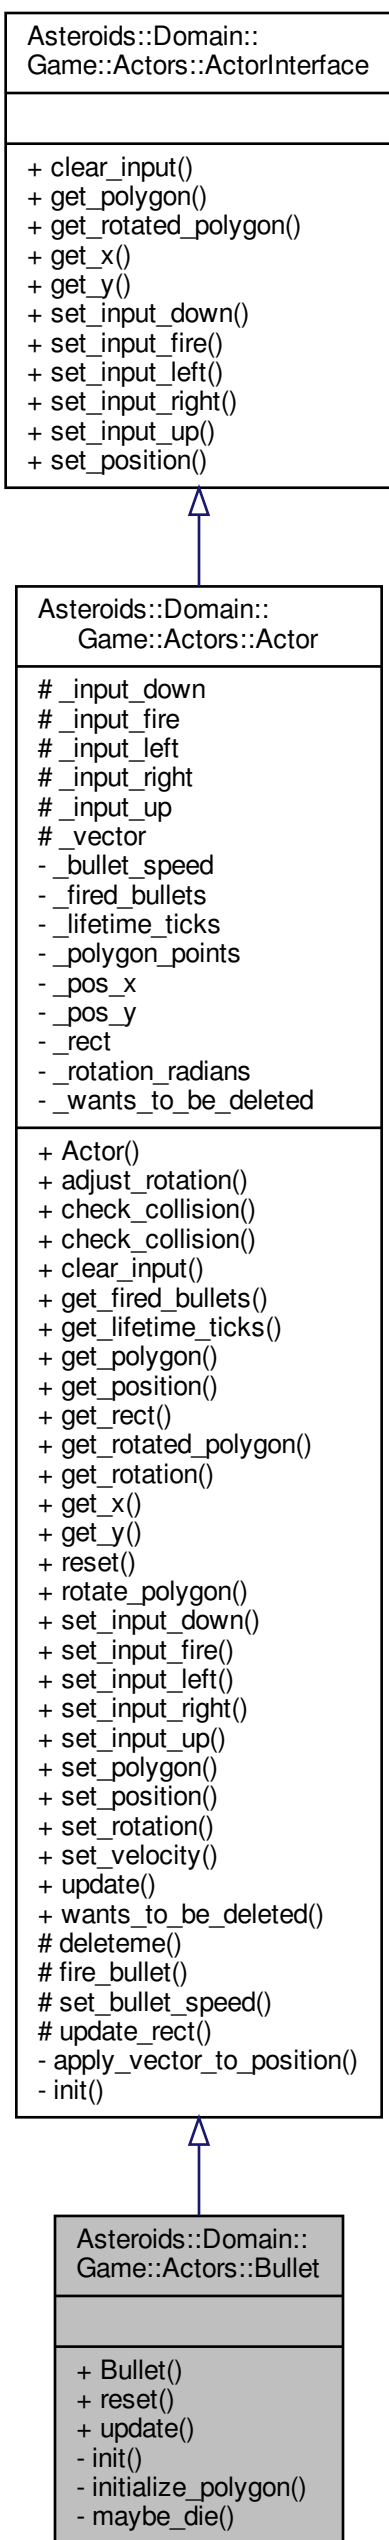 Asteroids::Domain::
Game::Actors::ActorInterface
+ clear_input()
+ get_polygon()
+ get_rotated_polygon()
+ get_x()
+ get_y()
+ set_input_down()
+ set_input_fire()
+ set_input_left()
+ set_input_right()
+ set_input_up()
+ set_position()
Asteroids::Domain::
Game::Actors::Actor
# _input_down
# _input_fire
# _input_left
# _input_right
# _input_up
# _vector
- _bullet_speed
- _fired_bullets
- _lifetime_ticks
- _polygon_points
- _pos_x
- _pos_y
- _rect
- _rotation_radians
- _wants_to_be_deleted
+ Actor()
+ adjust_rotation()
+ check_collision()
+ check_collision()
+ clear_input()
+ get_fired_bullets()
+ get_lifetime_ticks()
+ get_polygon()
+ get_position()
+ get_rect()
+ get_rotated_polygon()
+ get_rotation()
+ get_x()
+ get_y()
+ reset()
+ rotate_polygon()
+ set_input_down()
+ set_input_fire()
+ set_input_left()
+ set_input_right()
+ set_input_up()
+ set_polygon()
+ set_position()
+ set_rotation()
+ set_velocity()
+ update()
+ wants_to_be_deleted()
# deleteme()
# fire_bullet()
# set_bullet_speed()
# update_rect()
- apply_vector_to_position()
- init()
Asteroids::Domain::
Game::Actors::Bullet
+ Bullet()
+ reset()
+ update()
- init()
- initialize_polygon()
- maybe_die()